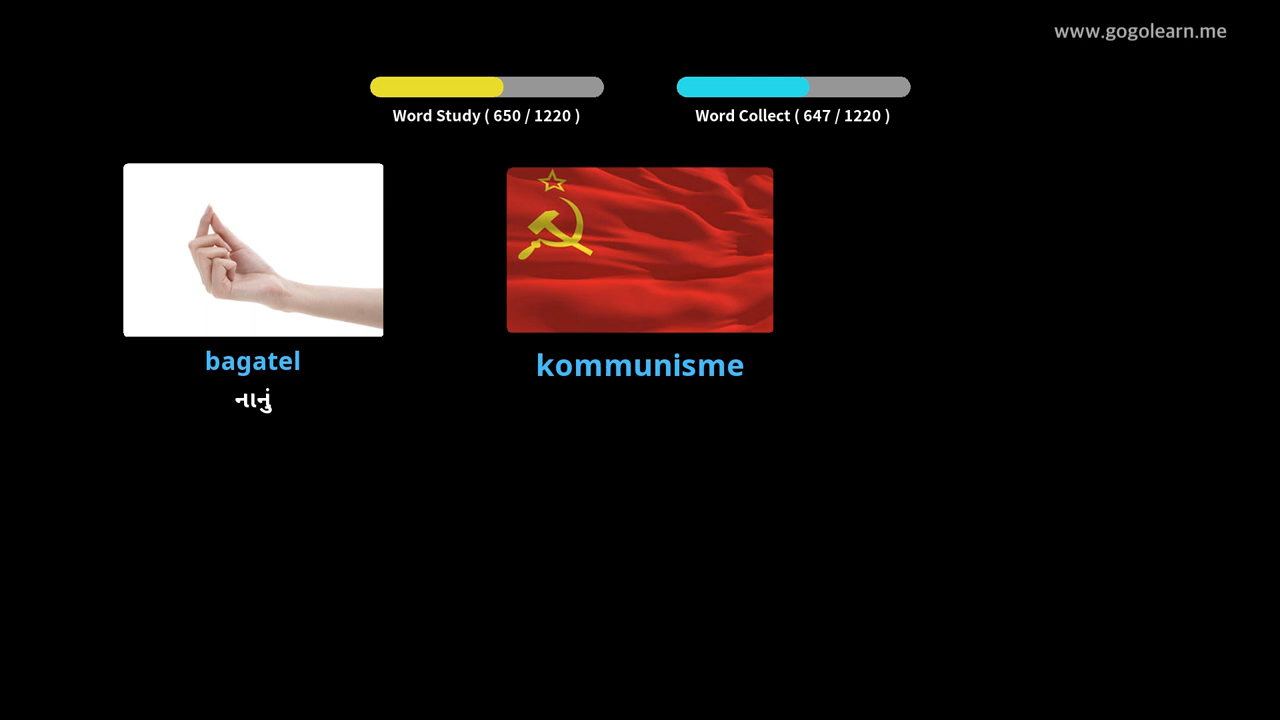 www.gogolearn.me
Word Study ( 650 / 1220 )
Word Collect ( 647 / 1220 )
bagatel
નાનું
kommunisme